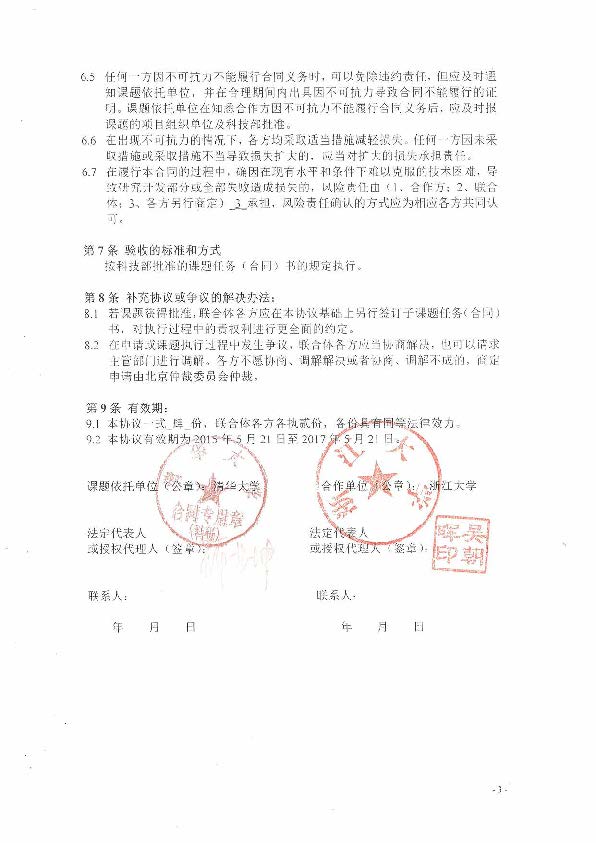 6.5 任何一方因不可抗力不能履行合同义务时，可以免除违约责任，但应及时通
知课题依托单位，并在合理期间内出具因不可抗力导致合同不能履行的证
明。课题依托单位在知悉合作方因不可抗力不能履行合同义务后，应及时报
课题的项目组织单位及科技部批准。
6.6 在出现不可抗力的情况下，各方均采取适当措施减轻损失。任何一方因未采
取措施或采取措施不当导致损失扩大的，应当对扩大的损失承担责任。
6.7 在履行本合同的过程中，确因在现有水平和条件下难以克服的技术困难，导
致研究开发部分或全部失败造成损失的，风险责任由（1、合作方；2、联合
体；3、各方另行商定）_3_承担，风险责任确认的方式应为相应各方共同认
可。
第7条 验收的标准和方式
按科技部批准的课题任务（合同）书的规定执行。
第8条 补充协议或争议的解决办法：
8.1 若课题获得批准，联合体各方应在本协议基础上另行签订子课题任务（合同）
书，对执行过程中的责权利进行更全面的约定。
8.2 在申请或课题执行过程中发生争议，联合体各方应当协商解决，也可以请求
主管部门进行调解。各方不愿协商、调解解决或者协商、调解不成的，商定
申请由北京仲裁委员会仲裁。
第9条 有效期：
9.1 本协议一式_肆_份，联合体各方各执贰份，各份具有同等法律效力。
9.2 本协议有效期为2015年5月21日至2017年5月21日。
课题依托单位（公章）：清华大学 合作单位（公章）：浙江大学
合同专用章
法定代表人 法定代表人
或授权代理人（签章）： 或授权代理人（签章）：
吴朝
晖印
联系人： 联系人：
年 月 日 年 月 日
- 3 -